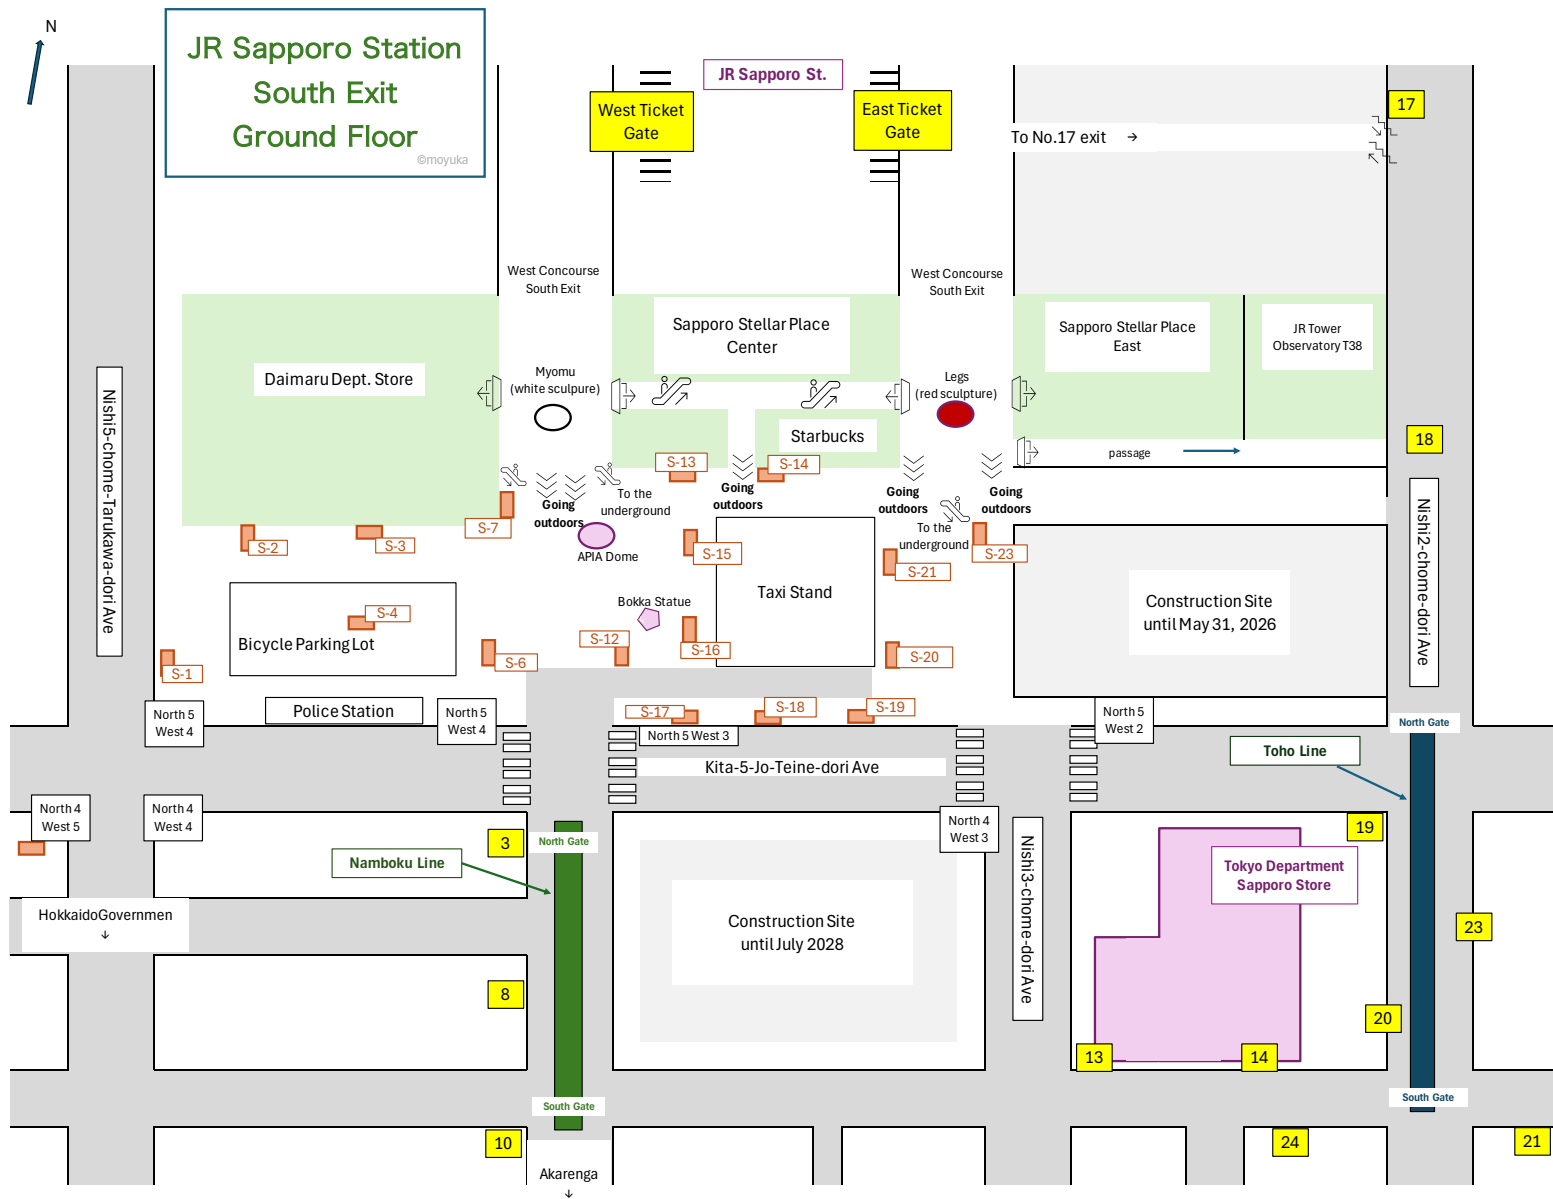 N
JR Sapporo Station
South Exit
Ground Floor
©moyuka
JR Sapporo St.
West Ticket
Gate
East Ticket
Gate
17
To No.17 exit →
West Concourse
South Exit
West Concourse
South Exit
Sapporo Stellar Place
Center
Sapporo Stellar Place
East
JR Tower
Observatory T38
Daimaru Dept. Store
Myomu
(white sculpure)
Legs
(red sculpture)
Starbucks
18
passage
S-13
S-14
Going
outdoors
To the
underground
Going
outdoors
Going
outdoors
Going
outdoors
To the
underground
S-7
S-2
S-3
APIA Dome
S-15
S-21
S-23
Taxi Stand
Nishi5-chome-Tarukawa-dori Ave
Nishi2-chome-dori Ave
Construction Site
until May 31, 2026
Bokka Statue
S-4
Bicycle Parking Lot
S-12
S-16
S-6
S-20
S-1
Police Station
North 5
West 4
North 5
West 4
S-17
S-18
S-19
North 5 West 3
North 5
West 2
North Gate
Toho Line
Kita-5-Jo-Teine-dori Ave
North 4
West 5
North 4
West 4
North 4
West 3
3
North Gate
Namboku Line
19
Tokyo Department
Sapporo Store
Nishi3-chome-dori Ave
HokkaidoGovernmen
↓
Construction Site
until July 2028
23
8
20
13
14
South Gate
South Gate
10
24
21
Akarenga
↓